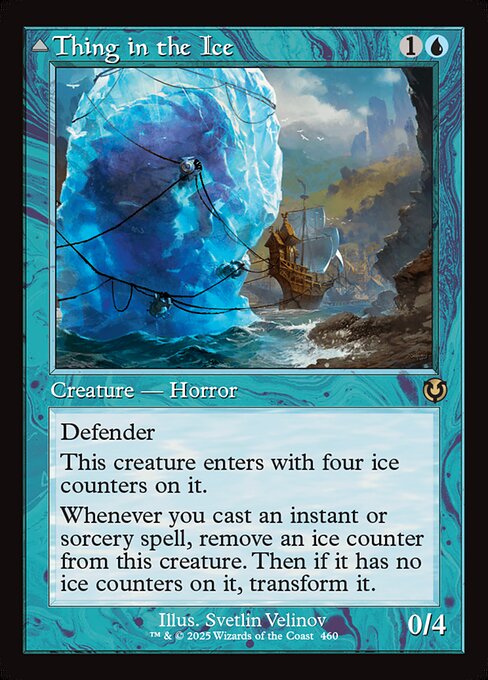 Thing in the Ice 1
Creature — Horror
Defender
This creature enters with four ice
counters on it.
Whenever you cast an instant or
sorcery spell, remove an ice counter
from this creature. Then if it has no
ice counters on it, transform it.
Illus. Svetlin Velinov
0/4
™ & © 2025 Wizards of the Coast 460